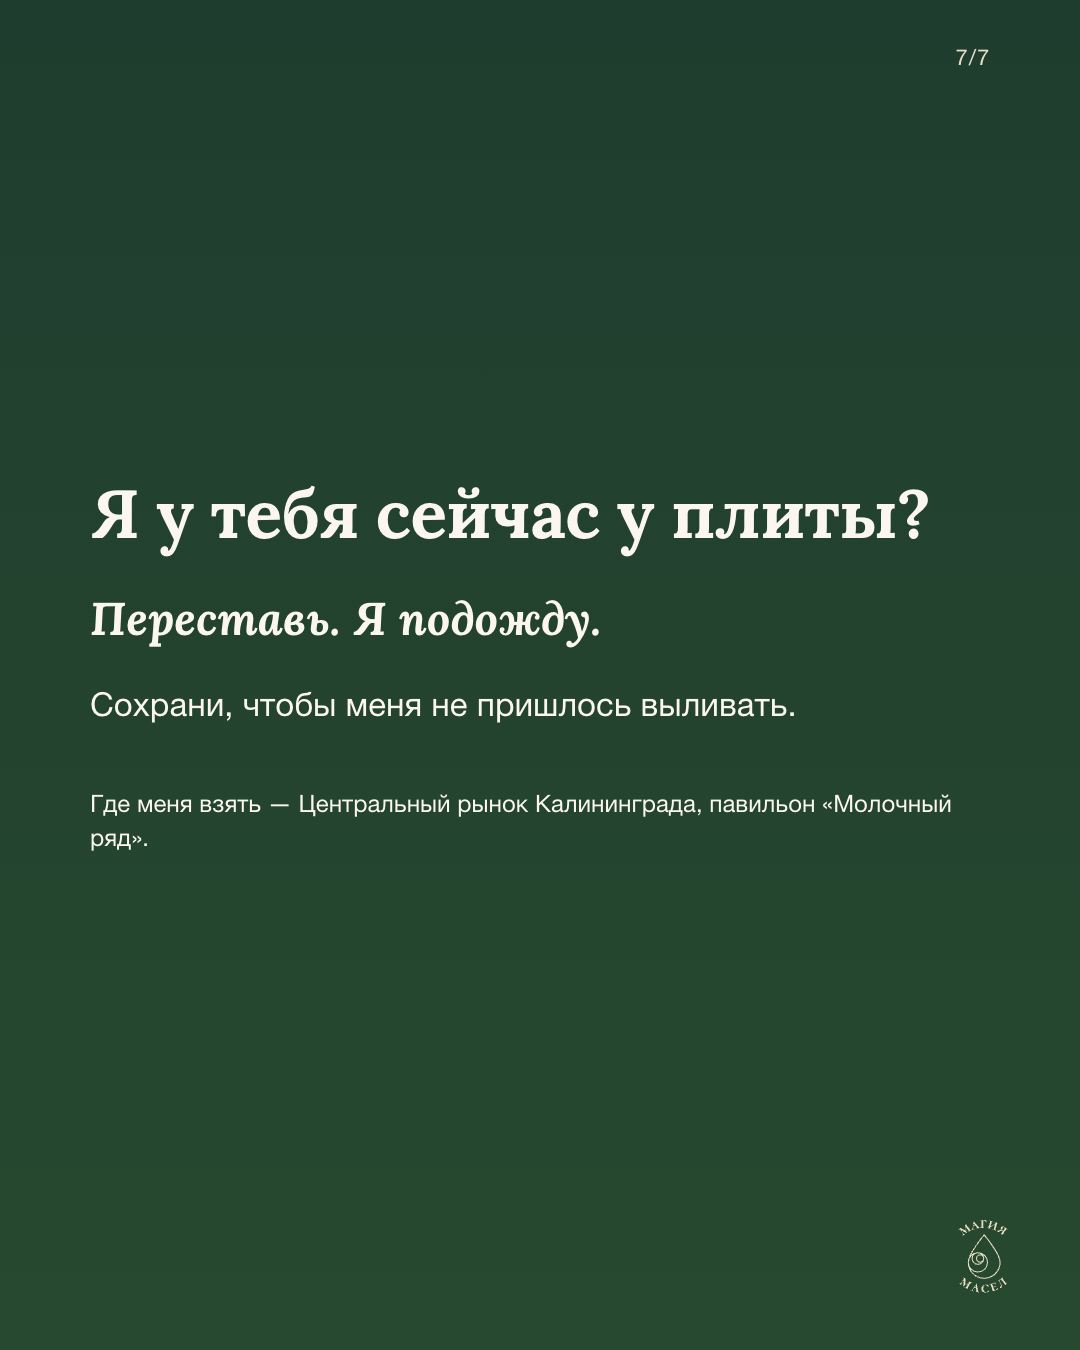 7/7
Я у тебя сейчас у плиты?
Переставь. Я подожду.
Сохрани, чтобы меня не пришлось выливать.
Где меня взять — Центральный рынок Калининграда, павильон «Молочный
ряд».
МАГИЯ
МАСЕЛ